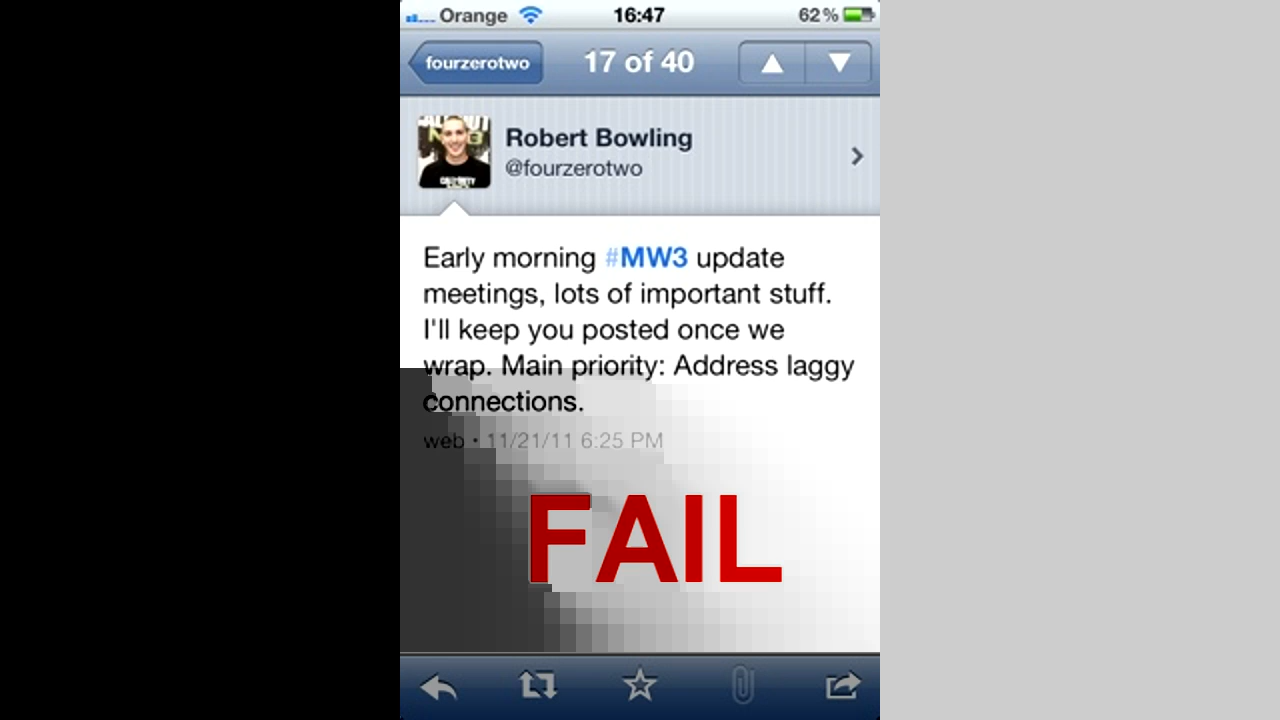 Orange 16:47 62%
fourzerotwo 17 of 40
Robert Bowling
@fourzerotwo
Early morning #MW3 update
meetings, lots of important stuff.
I'll keep you posted once we
wrap. Main priority: Address laggy
connections.
web • 11/21/11 6:25 PM
FAIL